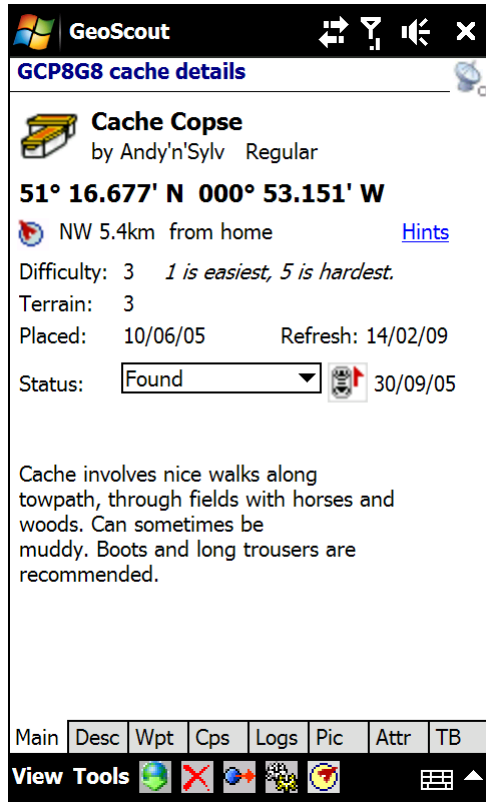 GeoScout
GCP8G8 cache details
Cache Copse
by Andy'n'Sylv Regular
51° 16.677' N 000° 53.151' W
NW 5.4km from home Hints
Difficulty: 3 1 is easiest, 5 is hardest.
Terrain: 3
Placed: 10/06/05 Refresh: 14/02/09
Status: Found 30/09/05
Cache involves nice walks along
towpath, through fields with horses and
woods. Can sometimes be
muddy. Boots and long trousers are
recommended.
Main Desc Wpt Cps Logs Pic Attr TB
View Tools